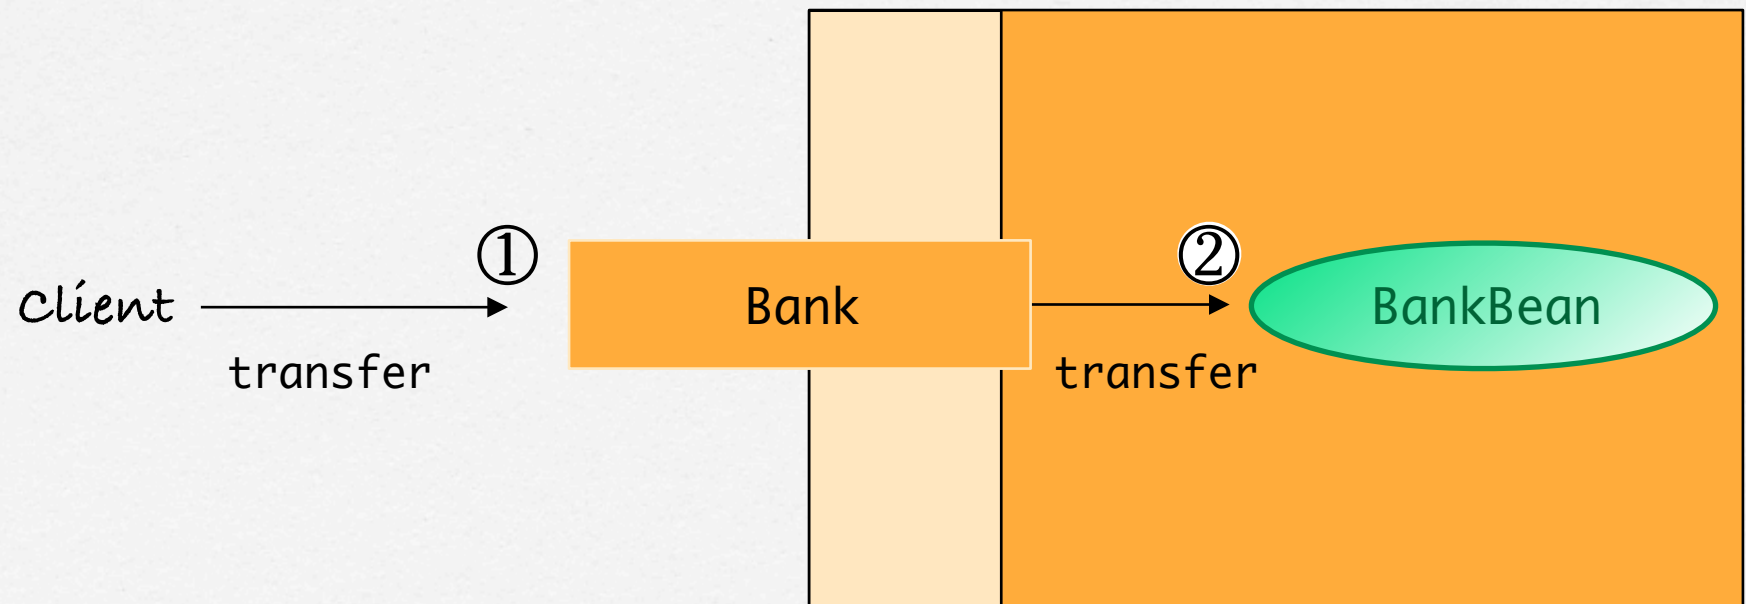 ①
②
Client
Bank
BankBean
transfer
transfer